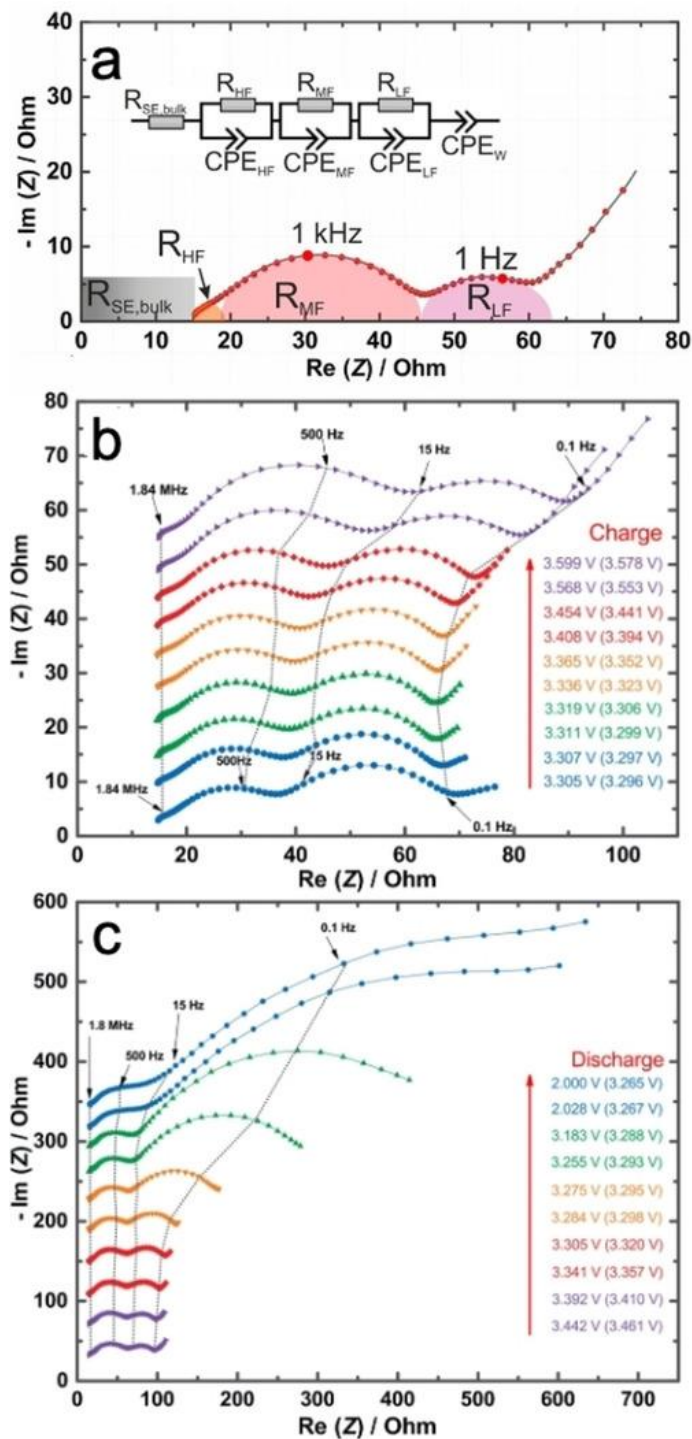 a
40
30
20
10
0
- Im (Z) / Ohm
R_SE,bulk
R_HF
R_MF
R_LF
CPE_HF
CPE_MF
CPE_LF
CPE_W
R_HF
1 kHz
1 Hz
R_SE,bulk
R_MF
R_LF
0 10 20 30 40 50 60 70 80
Re (Z) / Ohm
b
80
70
60
50
40
30
20
10
0
- Im (Z) / Ohm
500 Hz
15 Hz
0.1 Hz
1.84 MHz
Charge
3.599 V (3.578 V)
3.568 V (3.553 V)
3.454 V (3.441 V)
3.408 V (3.394 V)
3.365 V (3.352 V)
3.336 V (3.323 V)
3.319 V (3.306 V)
3.311 V (3.299 V)
3.307 V (3.297 V)
3.305 V (3.296 V)
500Hz
15 Hz
1.84 MHz
0.1 Hz
0 20 40 60 80 100
Re (Z) / Ohm
c
600
500
400
300
200
100
0
- Im (Z) / Ohm
0.1 Hz
15 Hz
1.8 MHz
500 Hz
Discharge
2.000 V (3.265 V)
2.028 V (3.267 V)
3.183 V (3.288 V)
3.255 V (3.293 V)
3.275 V (3.295 V)
3.284 V (3.298 V)
3.305 V (3.320 V)
3.341 V (3.357 V)
3.392 V (3.410 V)
3.442 V (3.461 V)
0 100 200 300 400 500 600 700
Re (Z) / Ohm